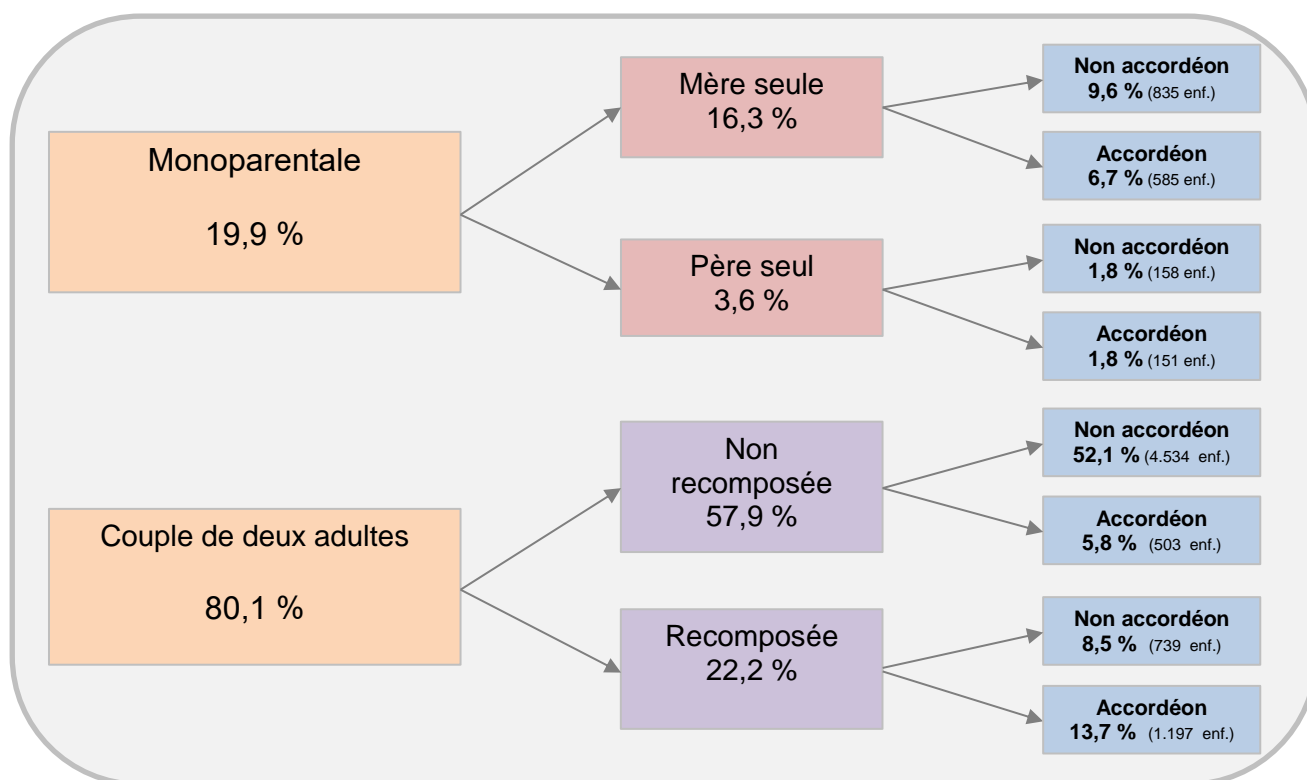 Monoparentale
19,9 %
Mère seule
16,3 %
Non accordéon
9,6 % (835 enf.)
Accordéon
6,7 % (585 enf.)
Père seul
3,6 %
Non accordéon
1,8 % (158 enf.)
Accordéon
1,8 % (151 enf.)
Couple de deux adultes
80,1 %
Non
recomposée
57,9 %
Non accordéon
52,1 % (4.534 enf.)
Accordéon
5,8 % (503 enf.)
Recomposée
22,2 %
Non accordéon
8,5 % (739 enf.)
Accordéon
13,7 % (1.197 enf.)